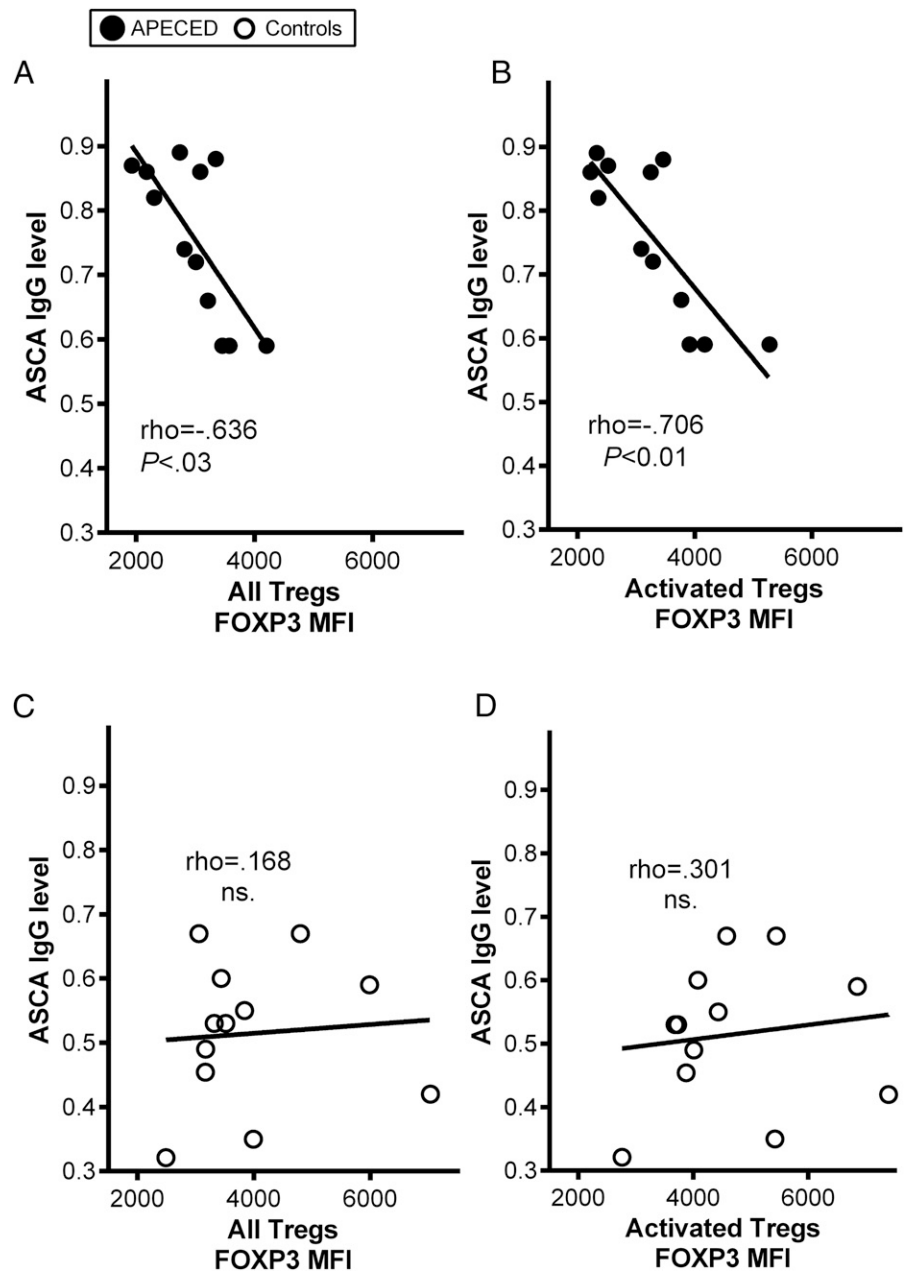 APECED Controls
A
ASCA IgG level
0.9
0.8
0.7
0.6
0.5
0.4
0.3
rho=-.636
P<.03
2000 4000 6000
All Tregs
FOXP3 MFI
B
ASCA IgG level
0.9
0.8
0.7
0.6
0.5
0.4
0.3
rho=-.706
P<0.01
2000 4000 6000
Activated Tregs
FOXP3 MFI
C
ASCA IgG level
0.9
0.8
0.7
0.6
0.5
0.4
0.3
rho=.168
ns.
2000 4000 6000
All Tregs
FOXP3 MFI
D
ASCA IgG level
0.9
0.8
0.7
0.6
0.5
0.4
0.3
rho=.301
ns.
2000 4000 6000
Activated Tregs
FOXP3 MFI